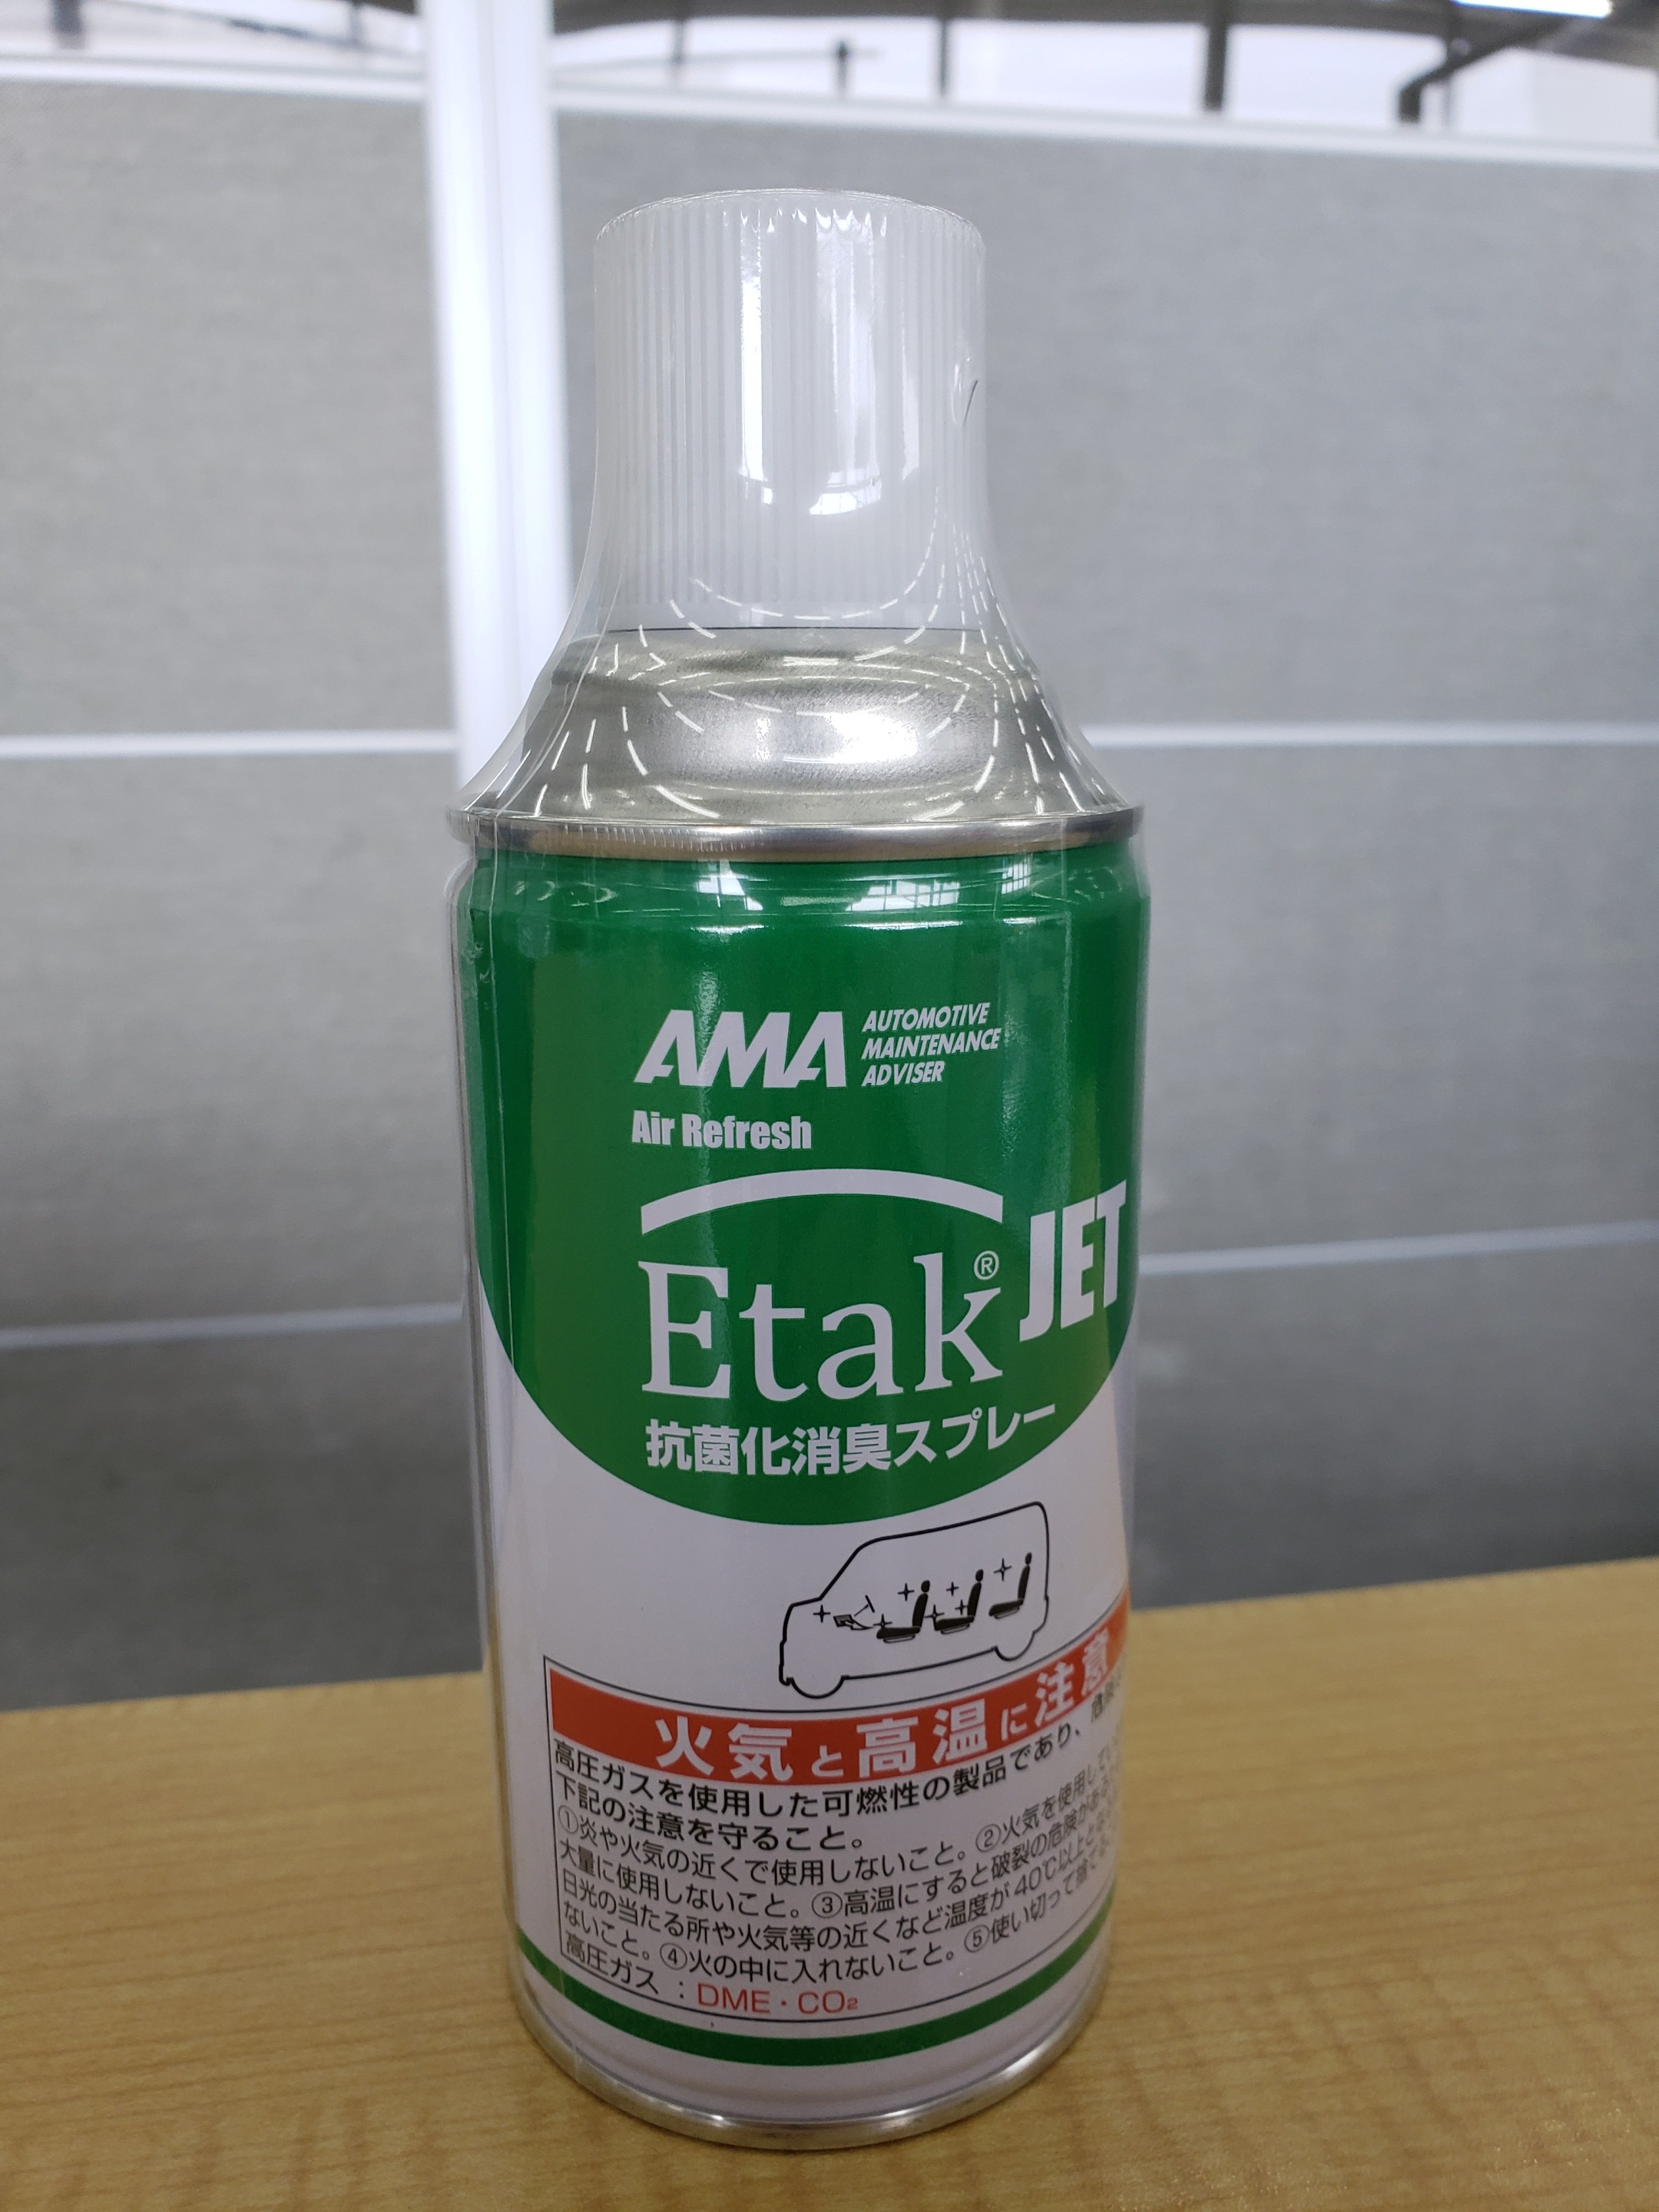 AMA AUTOMOTIVE
MAINTENANCE
ADVISER
Air Refresh
Etak® JET
抗菌化消臭スプレー
火気と高温に注意
高圧ガスを使用した可燃性の製品であり、危険
下記の注意を守ること。
①炎や火気の近くで使用しないこと。②火気を使用してい
大量に使用しないこと。③高温にすると破裂の危険がある
日光の当たる所や火気等の近くなど温度が40℃以上と
ないこと。④火の中に入れないこと。⑤使い切って捨てる
高圧ガス:DME・CO₂